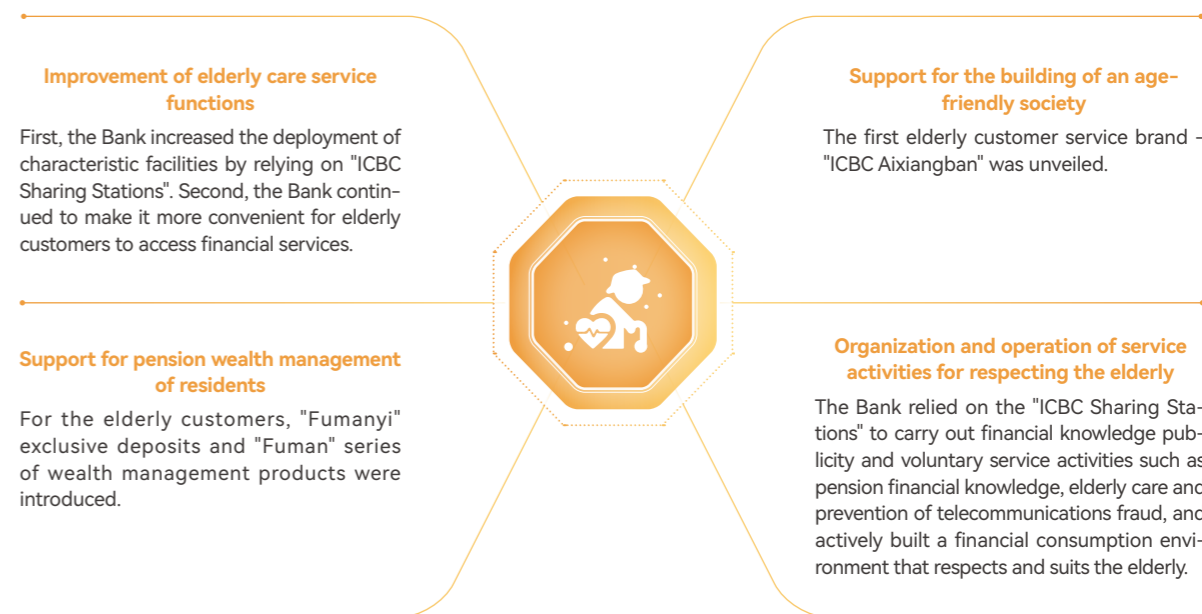 Improvement of elderly care service
functions
First, the Bank increased the deployment of
characteristic facilities by relying on "ICBC
Sharing Stations". Second, the Bank contin-
ued to make it more convenient for elderly
customers to access financial services.
Support for the building of an age-
friendly society
The first elderly customer service brand -
"ICBC Aixiangban" was unveiled.
Support for pension wealth management
of residents
For the elderly customers, "Fumanyi"
exclusive deposits and "Fuman" series
of wealth management products were
introduced.
Organization and operation of service
activities for respecting the elderly
The Bank relied on the "ICBC Sharing Sta-
tions" to carry out financial knowledge pub-
licity and voluntary service activities such as
pension financial knowledge, elderly care and
prevention of telecommunications fraud, and
actively built a financial consumption envi-
ronment that respects and suits the elderly.